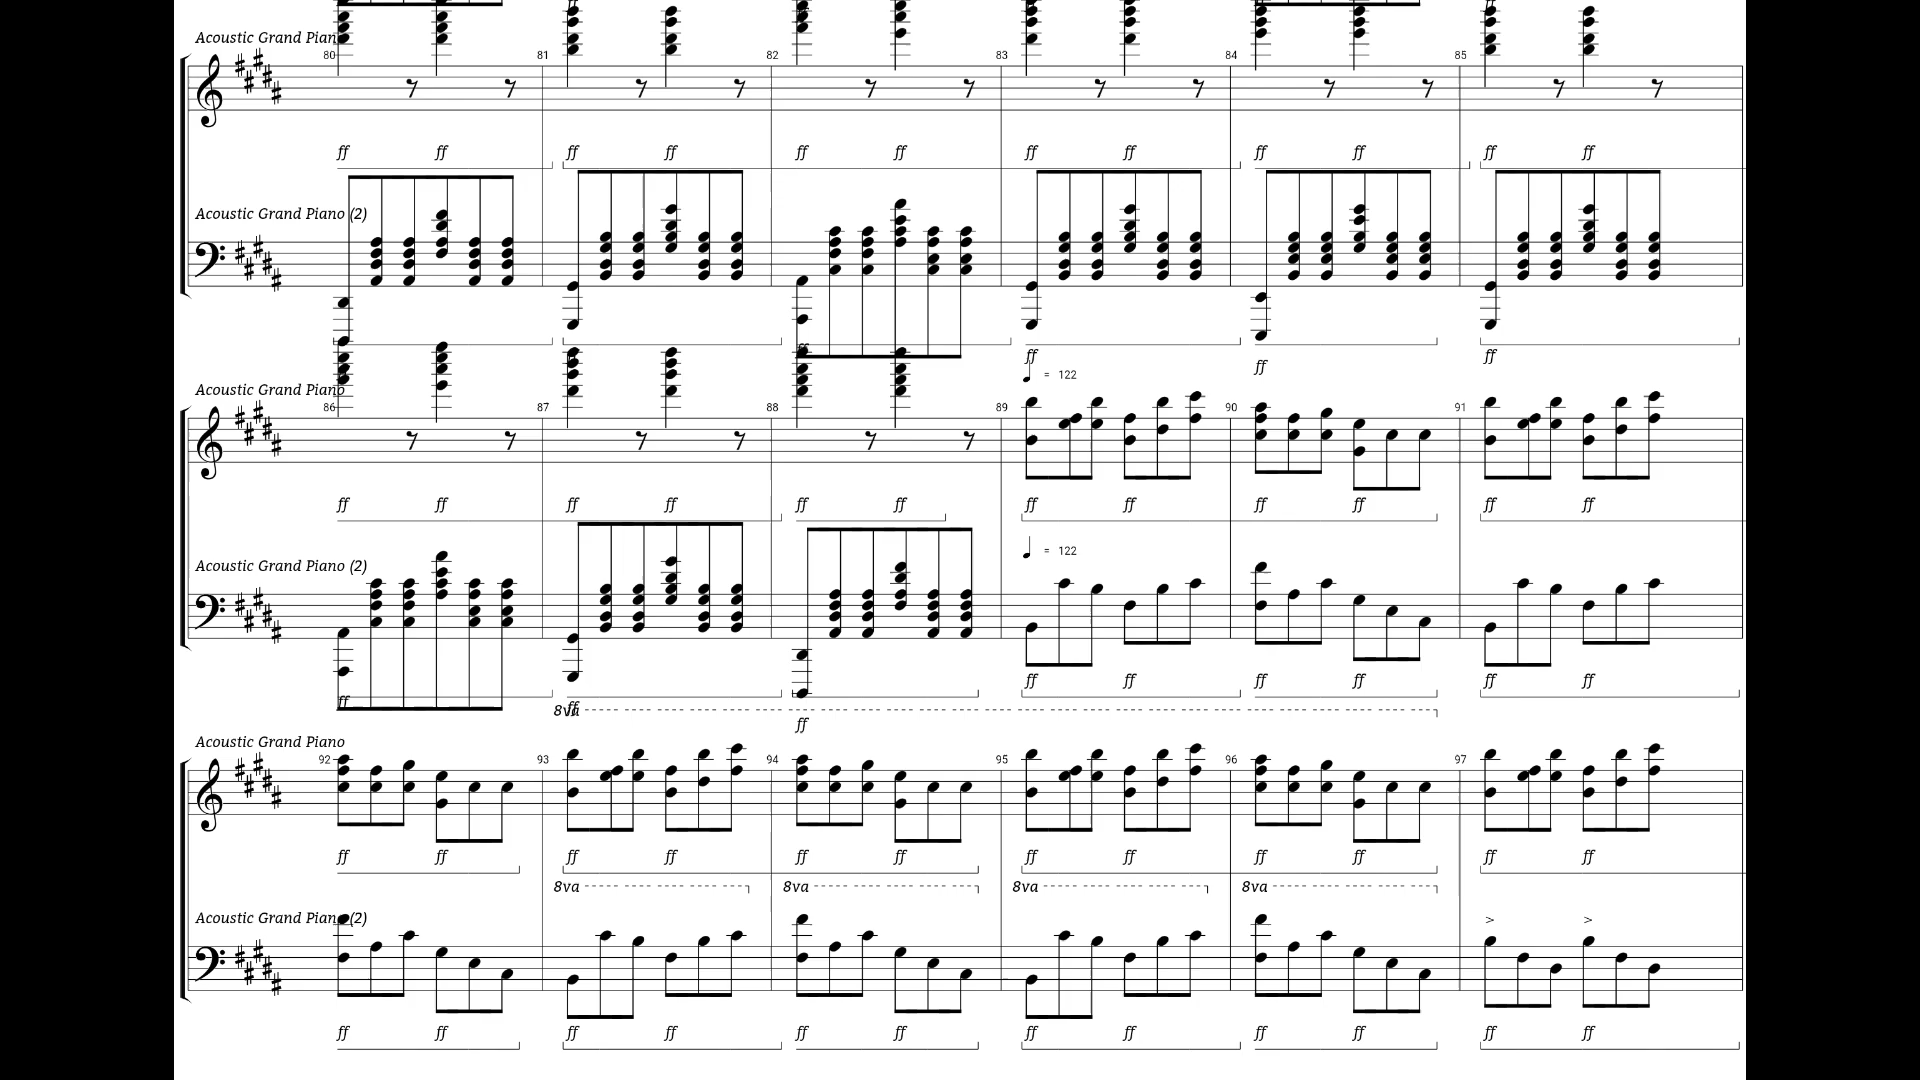 Acoustic Grand Piano
80 81 82 83 84 85
ff ff ff ff ff ff ff ff ff ff ff ff
Acoustic Grand Piano (2)
ff ff ff ff
♩ = 122
Acoustic Grand Piano
86 87 88 89 90 91
ff ff ff ff ff ff ff ff ff ff ff ff
♩ = 122
Acoustic Grand Piano (2)
ff ff ff ff ff ff
ff 8va ff ff
Acoustic Grand Piano
92 93 94 95 96 97
ff ff ff ff ff ff ff ff ff ff ff ff
8va 8va 8va 8va
Acoustic Grand Piano (2)
> >
ff ff ff ff ff ff ff ff ff ff ff ff